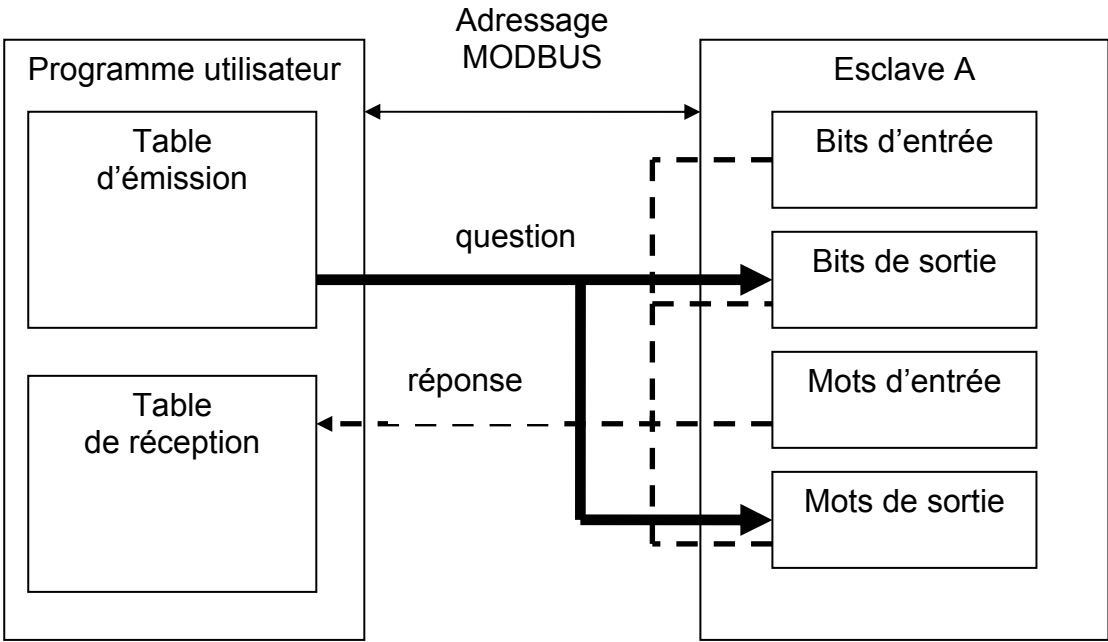 Adressage
MODBUS
Programme utilisateur
Esclave A
Table
d’émission
Bits d’entrée
question
Bits de sortie
réponse
Mots d’entrée
Table
de réception
Mots de sortie